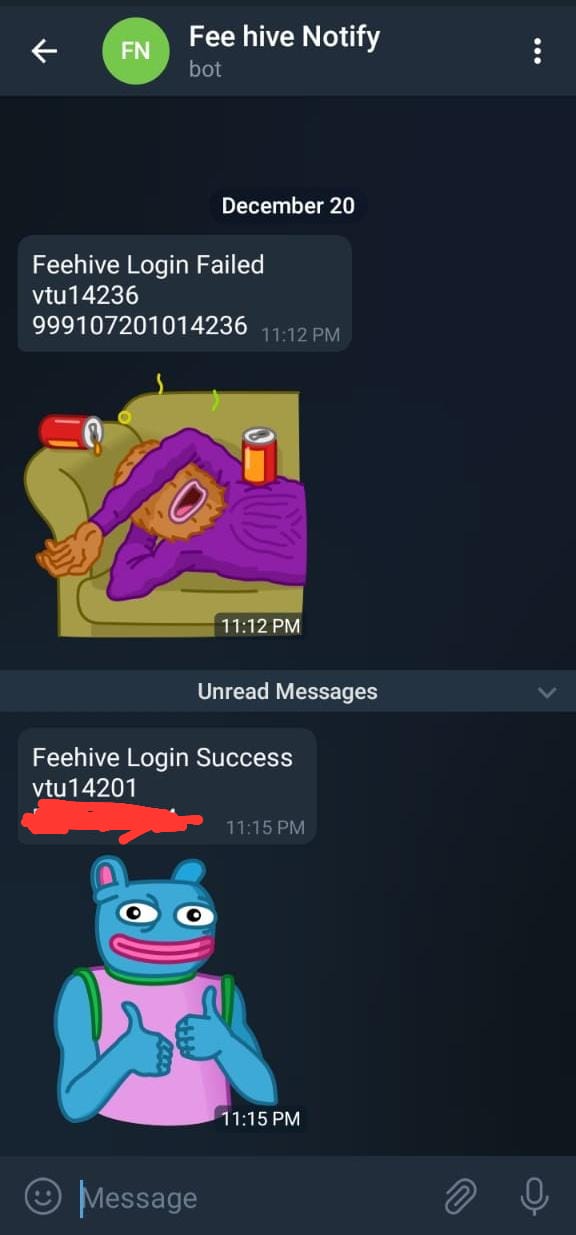 FN
Fee hive Notify
bot
December 20
Feehive Login Failed
vtu14236
999107201014236
11:12 PM
11:12 PM
Unread Messages
Feehive Login Success
vtu14201
11:15 PM
11:15 PM
Message